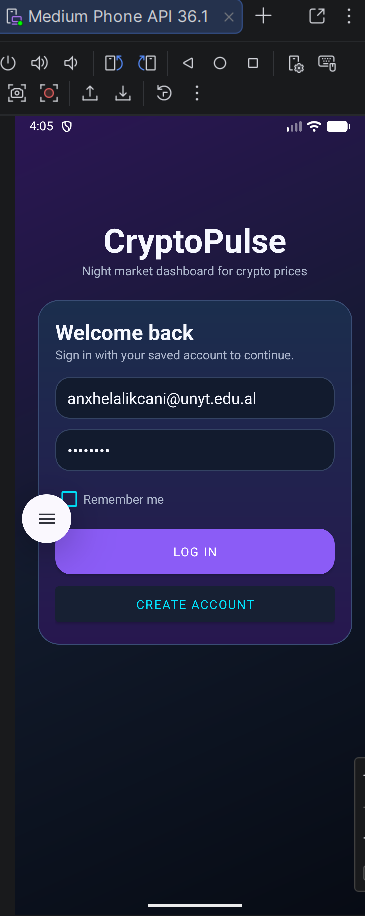 Medium Phone API 36.1
4:05
CryptoPulse
Night market dashboard for crypto prices
Welcome back
Sign in with your saved account to continue.
anxhelalikcani@unyt.edu.al
••••••••
Remember me
LOG IN
CREATE ACCOUNT